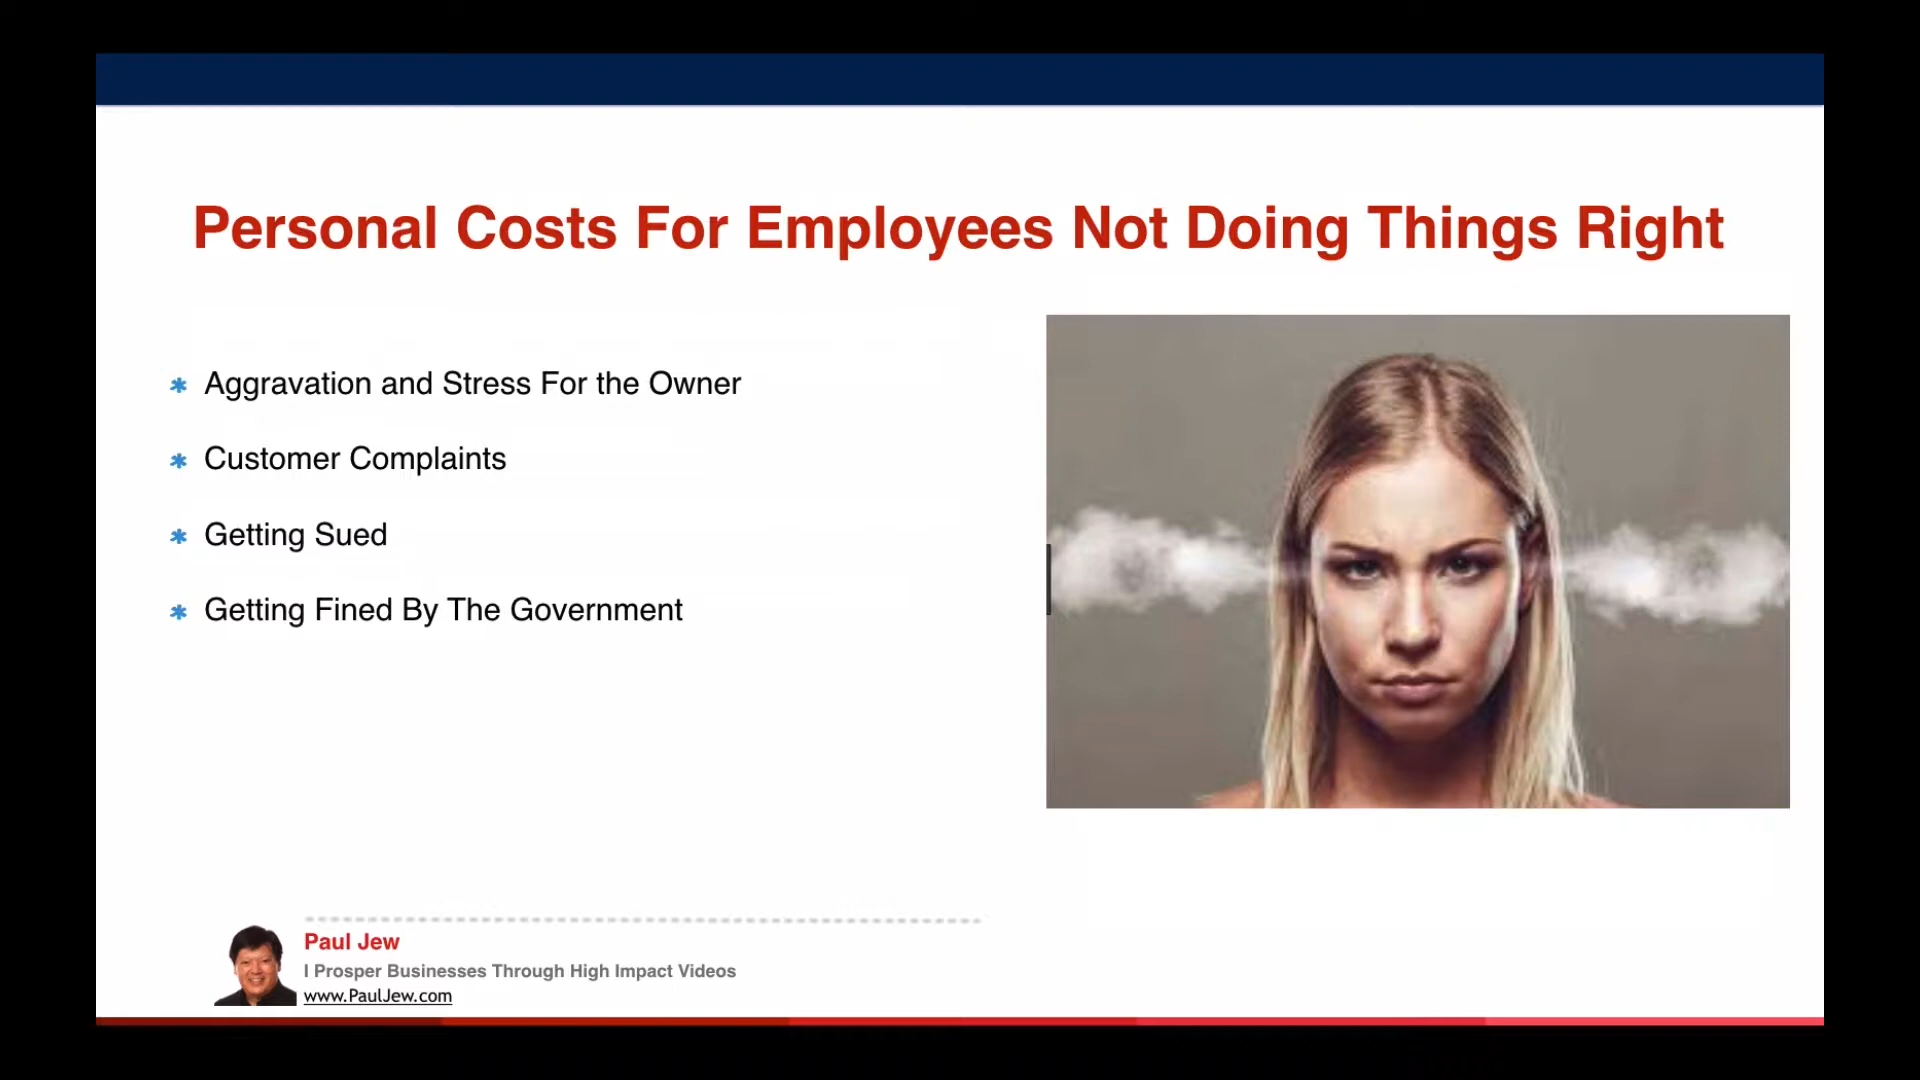 Personal Costs For Employees Not Doing Things Right
Aggravation and Stress For the Owner
Customer Complaints
Getting Sued
Getting Fined By The Government
Paul Jew
I Prosper Businesses Through High Impact Videos
www.PaulJew.com